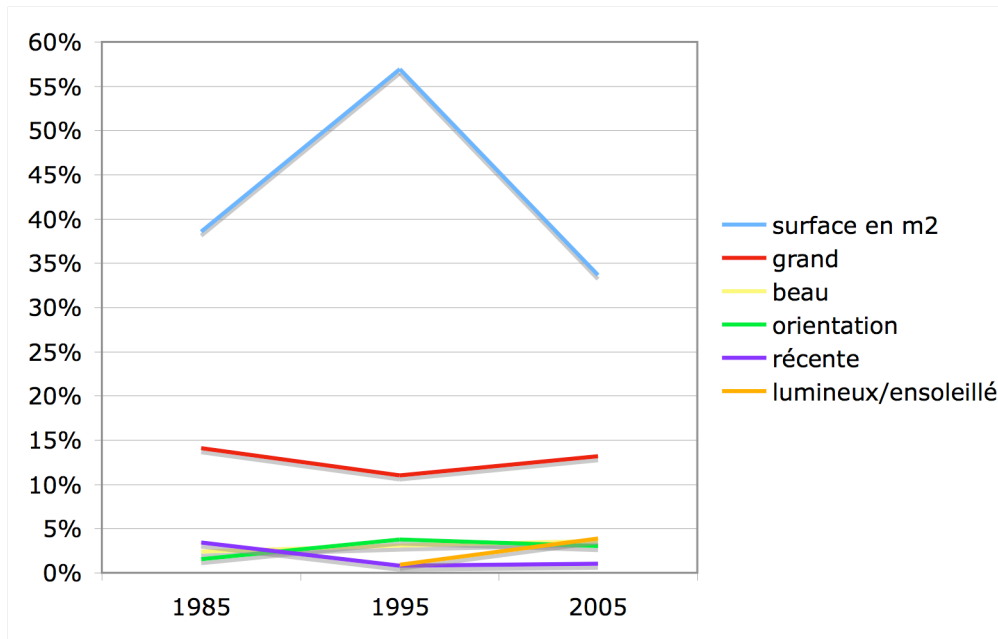 60%
55%
50%
45%
40%
35%
30%
25%
20%
15%
10%
5%
0%
1985 1995 2005
surface en m2
grand
beau
orientation
récente
lumineux/ensoleillé